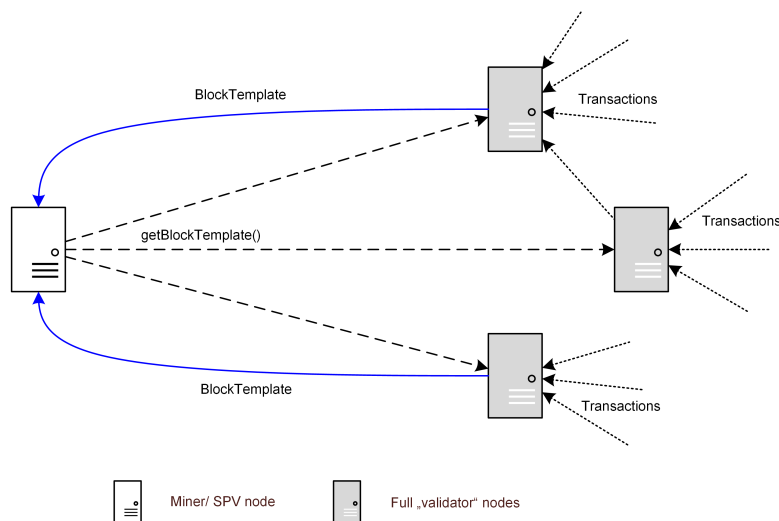 BlockTemplate
Transactions
getBlockTemplate()
Transactions
BlockTemplate
Transactions
Miner/ SPV node
Full „validator“ nodes